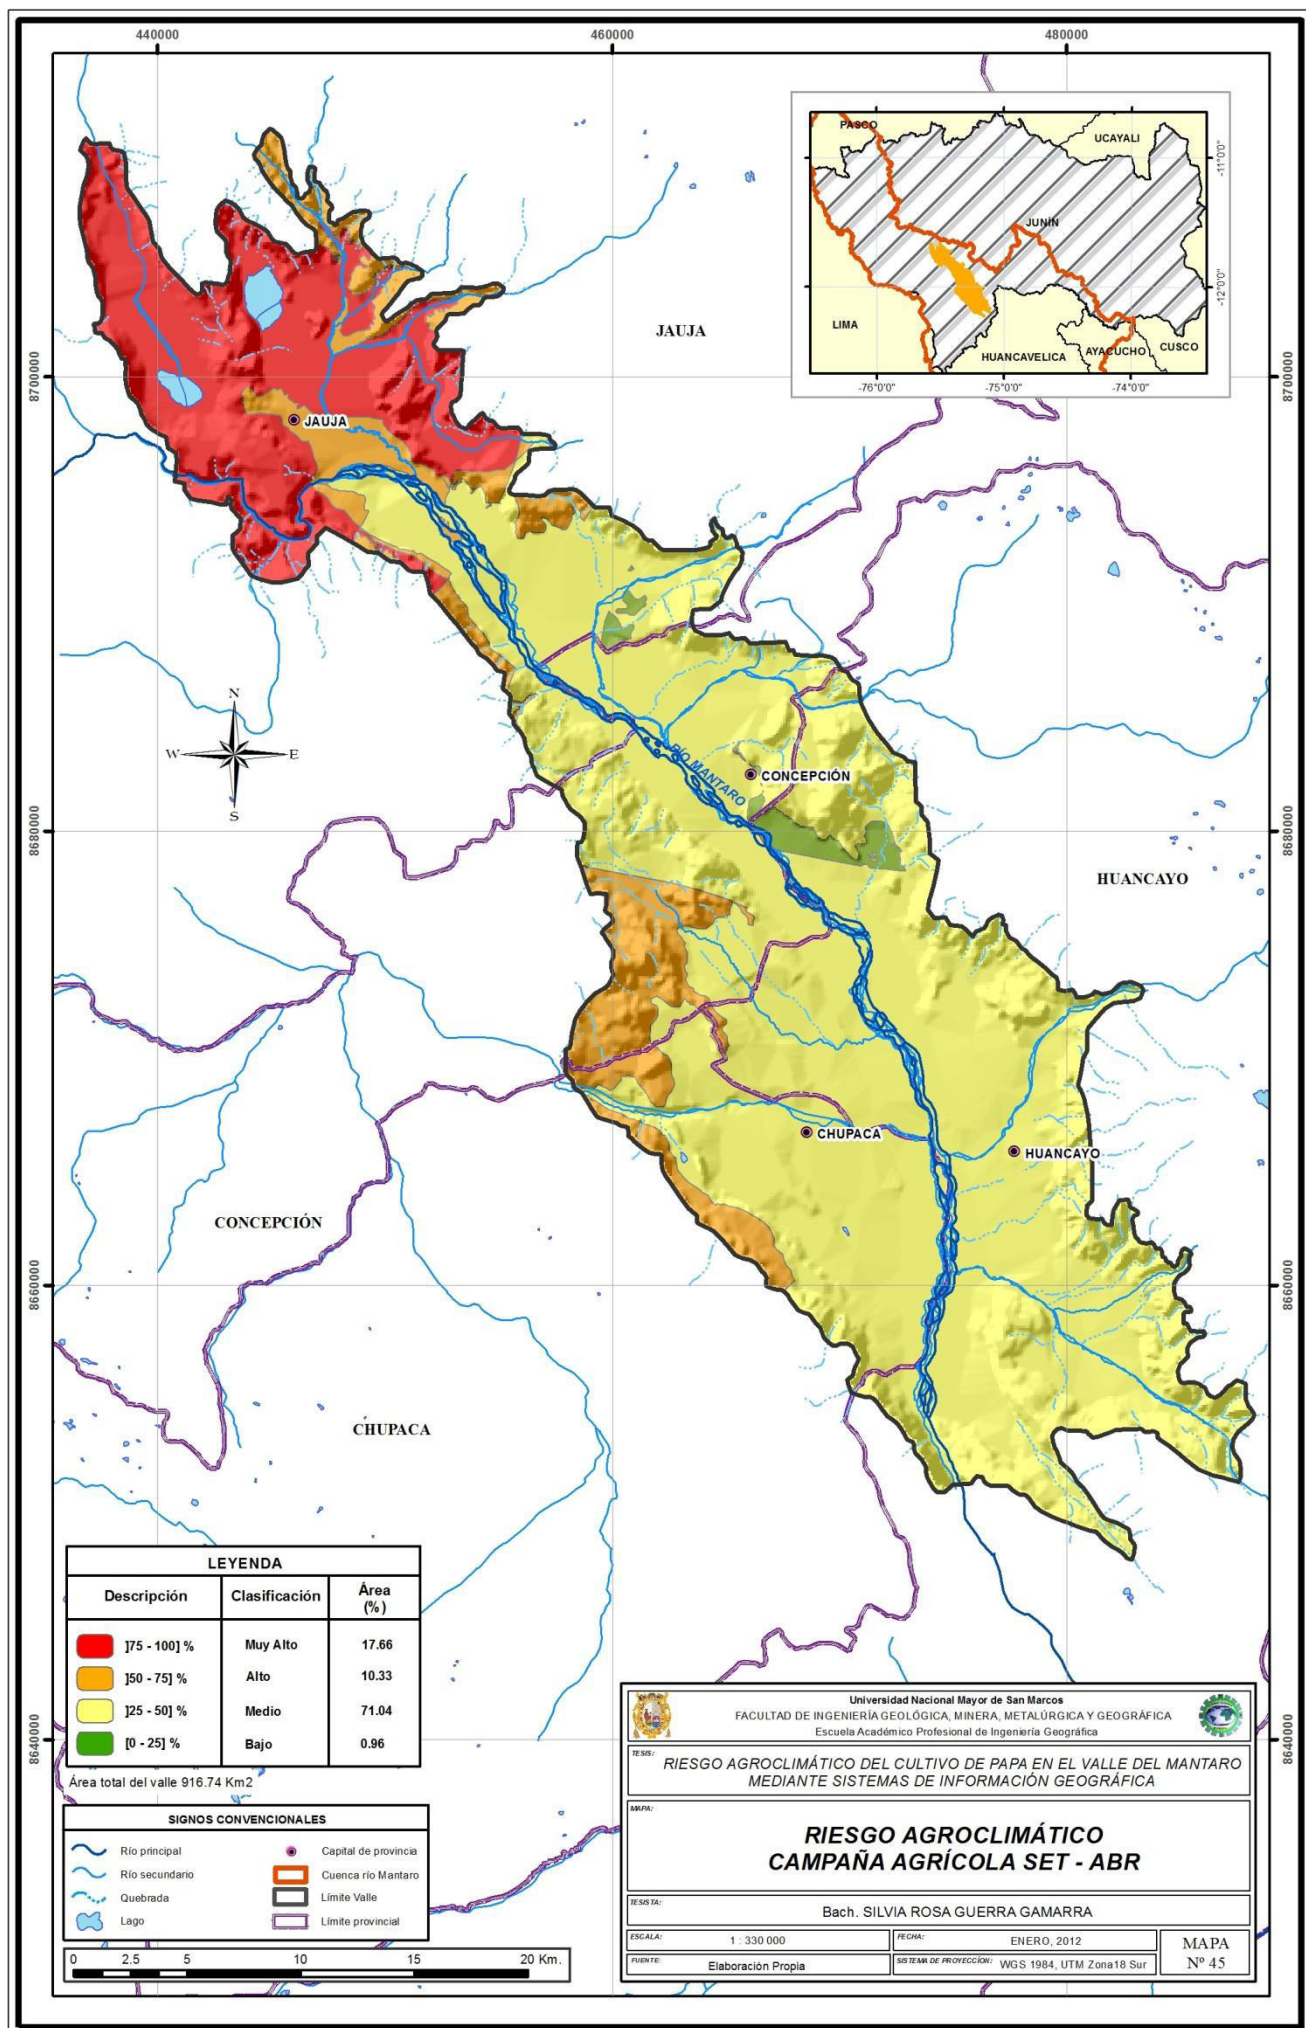 440000
460000
480000
PASCO
UCAYALI
JUNÍN
LIMA
HUANCAVELICA
AYACUCHO
CUSCO
-11°0'0"
-12°0'0"
-76°0'0"
-75°0'0"
-74°0'0"
8700000
8700000
JAUJA
JAUJA
N
W
E
S
RÍO MANTARO
CONCEPCIÓN
8680000
8680000
HUANCAYO
CHUPACA
HUANCAYO
CONCEPCIÓN
8660000
8660000
CHUPACA
LEYENDA
Descripción Clasificación Área (%)
]75 - 100] % Muy Alto 17.66
]50 - 75] % Alto 10.33
]25 - 50] % Medio 71.04
[0 - 25] % Bajo 0.96
Área total del valle 916.74 Km2
8640000
8640000
SIGNOS CONVENCIONALES
Río principal
Río secundario
Quebrada
Lago
Capital de provincia
Cuenca río Mantaro
Límite Valle
Límite provincial
0 2.5 5 10 15 20 Km.
Universidad Nacional Mayor de San Marcos
FACULTAD DE INGENIERÍA GEOLÓGICA, MINERA, METALÚRGICA Y GEOGRÁFICA
Escuela Académico Profesional de Ingeniería Geográfica
TESIS:
RIESGO AGROCLIMÁTICO DEL CULTIVO DE PAPA EN EL VALLE DEL MANTARO
MEDIANTE SISTEMAS DE INFORMACIÓN GEOGRÁFICA
MAPA:
RIESGO AGROCLIMÁTICO
CAMPAÑA AGRÍCOLA SET - ABR
TESISTA:
Bach. SILVIA ROSA GUERRA GAMARRA
ESCALA: 1 : 330 000
FECHA: ENERO, 2012
FUENTE: Elaboración Propia
SISTEMA DE PROYECCIÓN: WGS 1984, UTM Zona18 Sur
MAPA
Nº 45